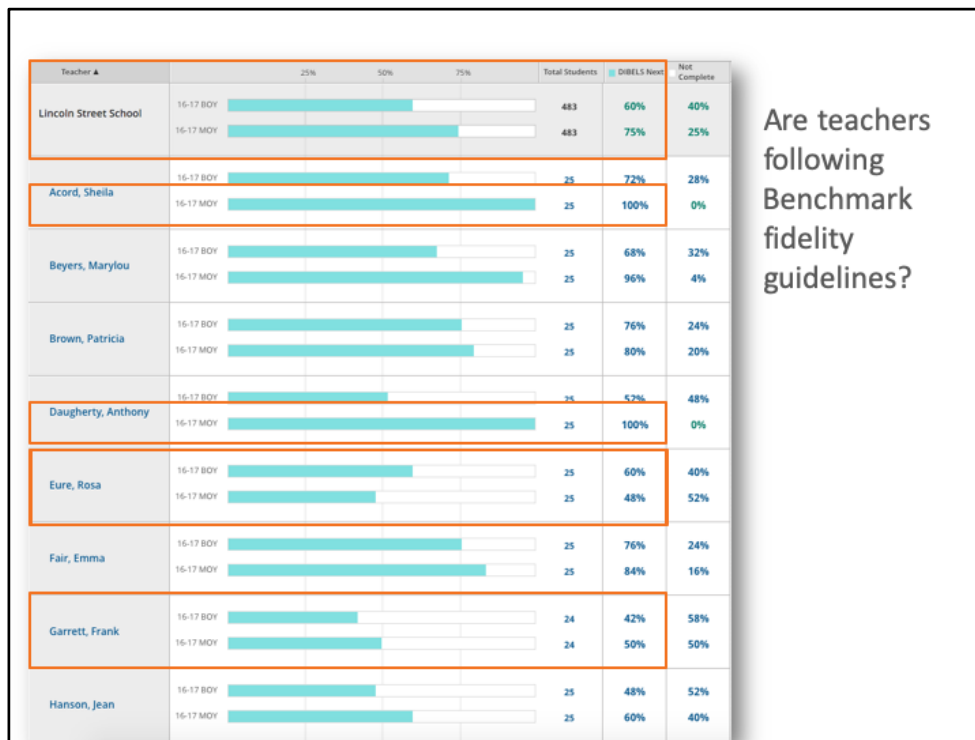 Teacher ▲ 25% 50% 75% Total Students DIBELS Next Not Complete
Lincoln Street School
16-17 BOY 483 60% 40%
16-17 MOY 483 75% 25%
Acord, Sheila
16-17 BOY 25 72% 28%
16-17 MOY 25 100% 0%
Beyers, Marylou
16-17 BOY 25 68% 32%
16-17 MOY 25 96% 4%
Brown, Patricia
16-17 BOY 25 76% 24%
16-17 MOY 25 80% 20%
Daugherty, Anthony
16-17 BOY 25 52% 48%
16-17 MOY 25 100% 0%
Eure, Rosa
16-17 BOY 25 60% 40%
16-17 MOY 25 48% 52%
Fair, Emma
16-17 BOY 25 76% 24%
16-17 MOY 25 84% 16%
Garrett, Frank
16-17 BOY 24 42% 58%
16-17 MOY 24 50% 50%
Hanson, Jean
16-17 BOY 25 48% 52%
16-17 MOY 25 60% 40%
Are teachers
following
Benchmark
fidelity
guidelines?